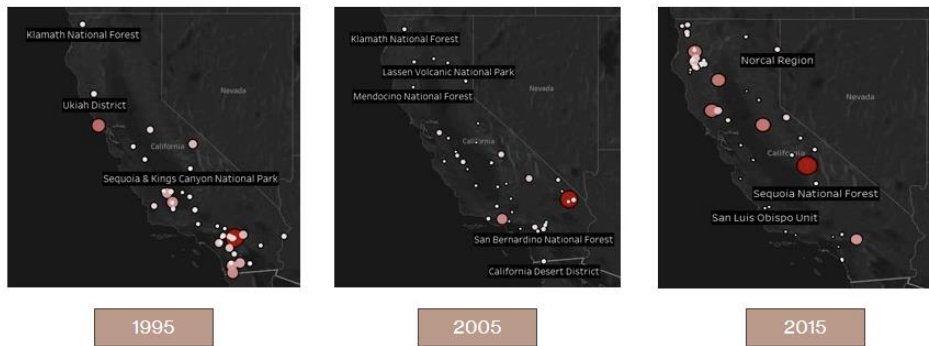 Klamath National Forest
Nevada
Ukiah District
California
Sequoia & Kings Canyon National Park
Klamath National Forest
Lassen Volcanic National Park
Nevada
Mendocino National Forest
California
San Bernardino National Forest
California Desert District
Norcal Region
Nevada
California
Sequoia National Forest
San Luis Obispo Unit
1995
2005
2015